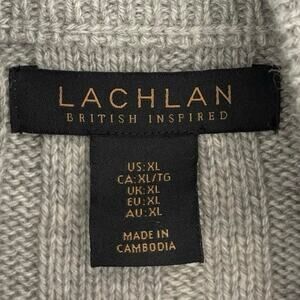 LACHLAN
BRITISH INSPIRED
US: XL
CA: XL/TG
UK: XL
EU: XL
AU: XL
MADE IN
CAMBODIA